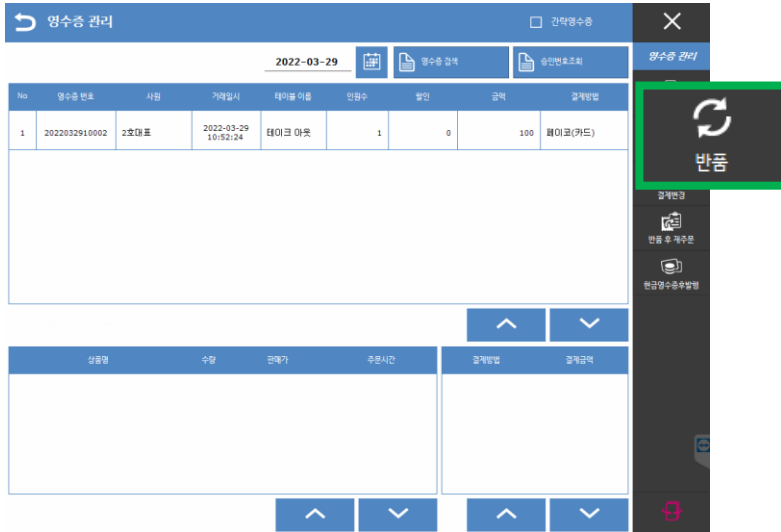 영수증 관리
간략영수증
2022-03-29
영수증 검색
승인번호조회
영수증 관리
No 영수증 번호 사원 거래일시 테이블 이름 인원수 할인 금액 결제방법
1 2022032910002 2호대표 2022-03-29 10:52:24 테이크 아웃 1 0 100 페이코(카드)
반품
결제변경
반품 후 재주문
현금영수증후발행
상품명 수량 판매가 주문시간
결제방법 결제금액